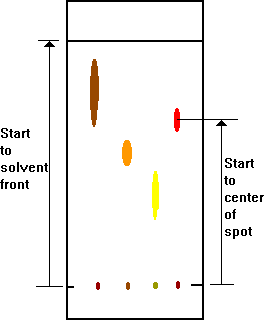 Start
to
solvent
front
Start
to
center
of
spot